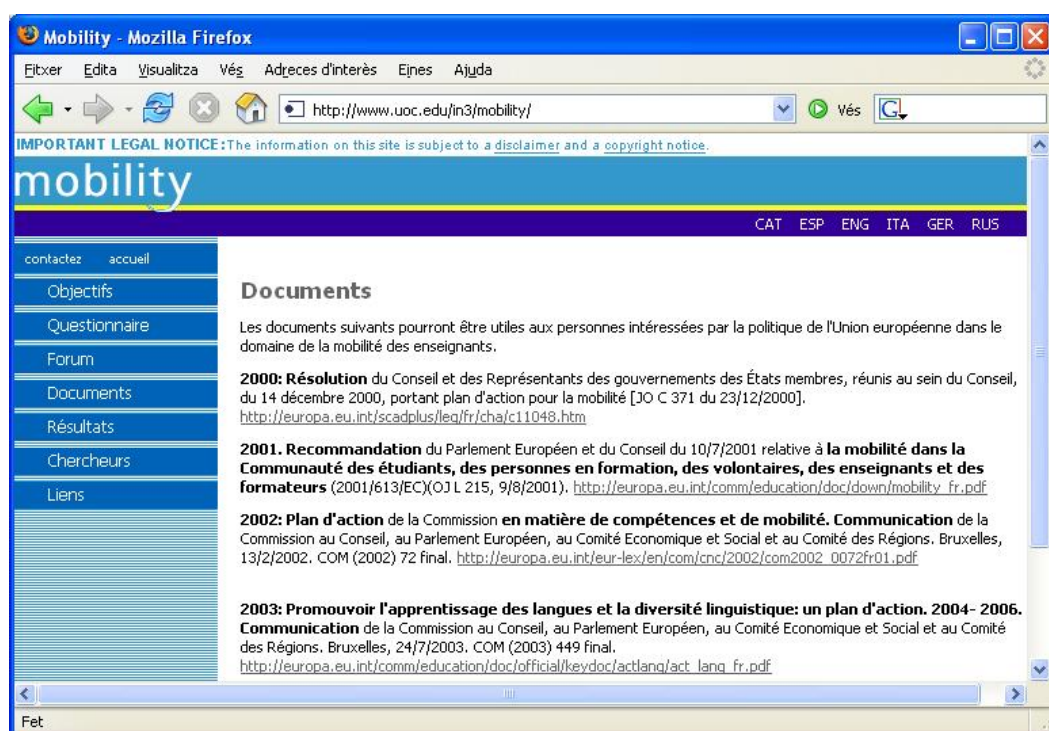 Mobility - Mozilla Firefox
Fitxer Edita Visualitza Vés Adreces d'interès Eines Ajuda
http://www.uoc.edu/in3/mobility/ Vés G
IMPORTANT LEGAL NOTICE: The information on this site is subject to a disclaimer and a copyright notice.
mobility
CAT ESP ENG ITA GER RUS
contactez accueil
Objectifs
Questionnaire
Forum
Documents
Résultats
Chercheurs
Liens
Documents
Les documents suivants pourront être utiles aux personnes intéressées par la politique de l'Union européenne dans le
domaine de la mobilité des enseignants.
2000: Résolution du Conseil et des Représentants des gouvernements des États membres, réunis au sein du Conseil,
du 14 décembre 2000, portant plan d'action pour la mobilité [JO C 371 du 23/12/2000].
http://europa.eu.int/scadplus/leg/fr/cha/c11048.htm
2001. Recommandation du Parlement Européen et du Conseil du 10/7/2001 relative à la mobilité dans la
Communauté des étudiants, des personnes en formation, des volontaires, des enseignants et des
formateurs (2001/613/EC)(OJ L 215, 9/8/2001). http://europa.eu.int/comm/education/doc/down/mobility_fr.pdf
2002: Plan d'action de la Commission en matière de compétences et de mobilité. Communication de la
Commission au Conseil, au Parlement Européen, au Comité Economique et Social et au Comité des Régions. Bruxelles,
13/2/2002. COM (2002) 72 final. http://europa.eu.int/eur-lex/en/com/cnc/2002/com2002_0072fr01.pdf
2003: Promouvoir l'apprentissage des langues et la diversité linguistique: un plan d'action. 2004- 2006.
Communication de la Commission au Conseil, au Parlement Européen, au Comité Economique et Social et au Comité
des Régions. Bruxelles, 24/7/2003. COM (2003) 449 final.
http://europa.eu.int/comm/education/doc/official/keydoc/actlang/act_lang_fr.pdf
Fet